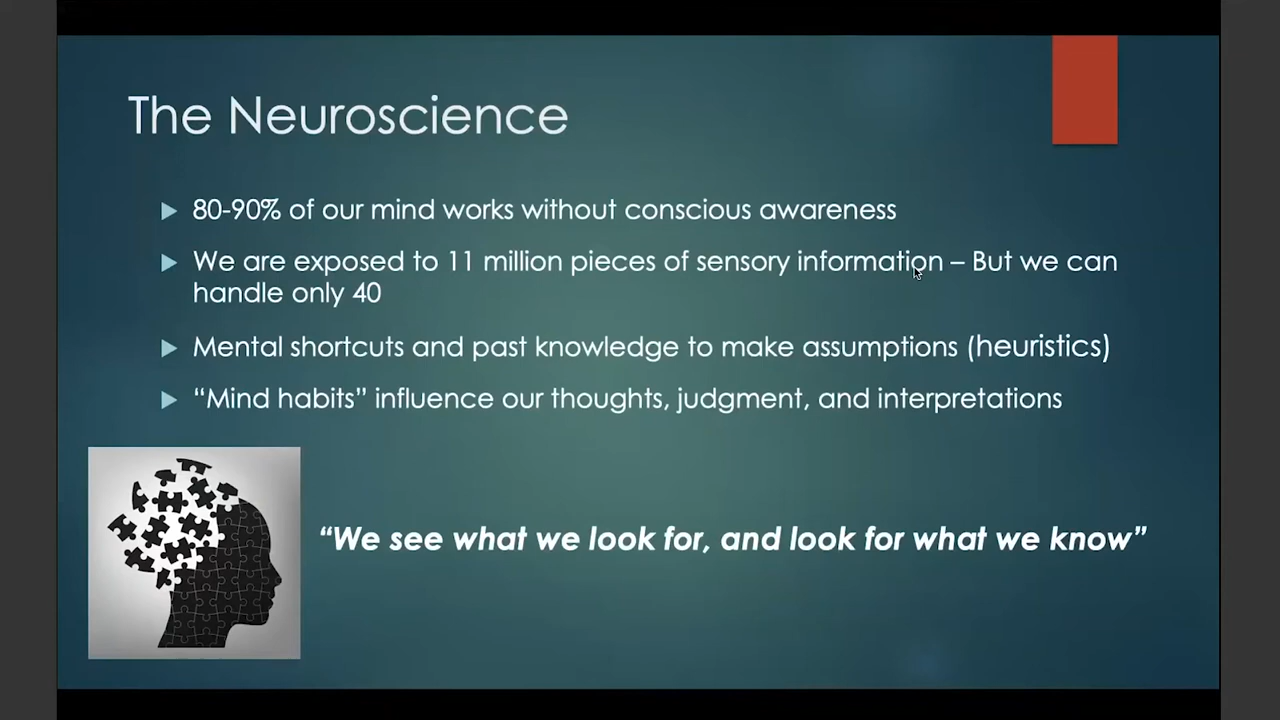 The Neuroscience
80-90% of our mind works without conscious awareness
We are exposed to 11 million pieces of sensory information – But we can
handle only 40
Mental shortcuts and past knowledge to make assumptions (heuristics)
“Mind habits” influence our thoughts, judgment, and interpretations
“We see what we look for, and look for what we know”